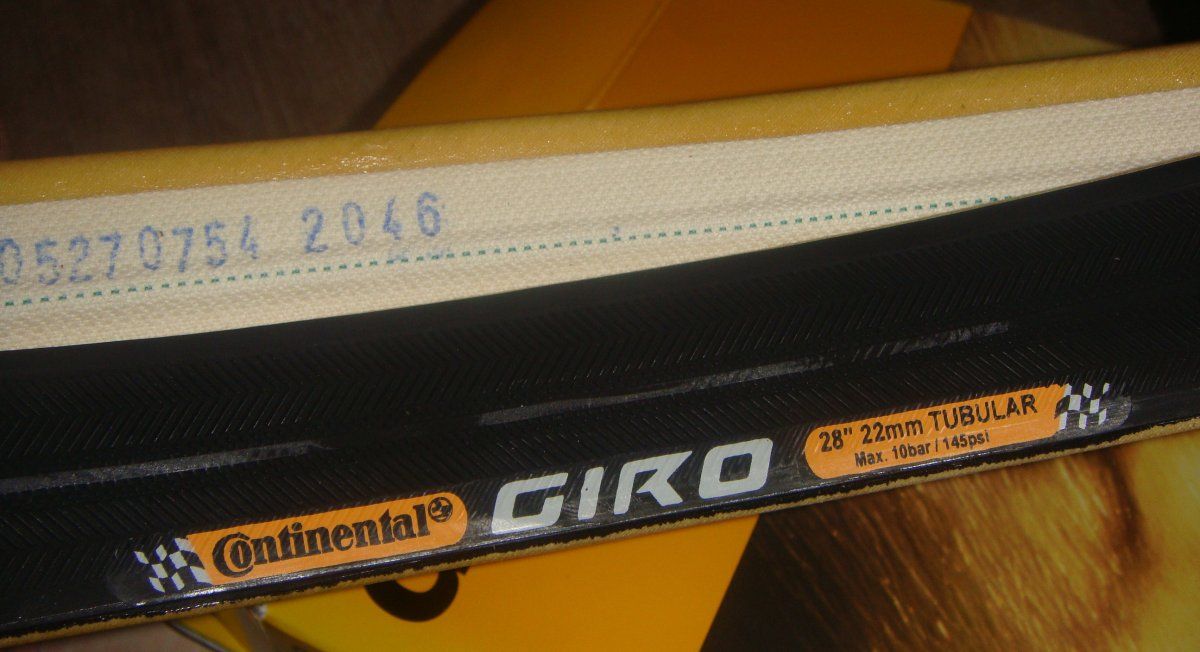 05270754 2046
Continental
GIRO
28" 22mm TUBULAR
Max. 10bar / 145psi